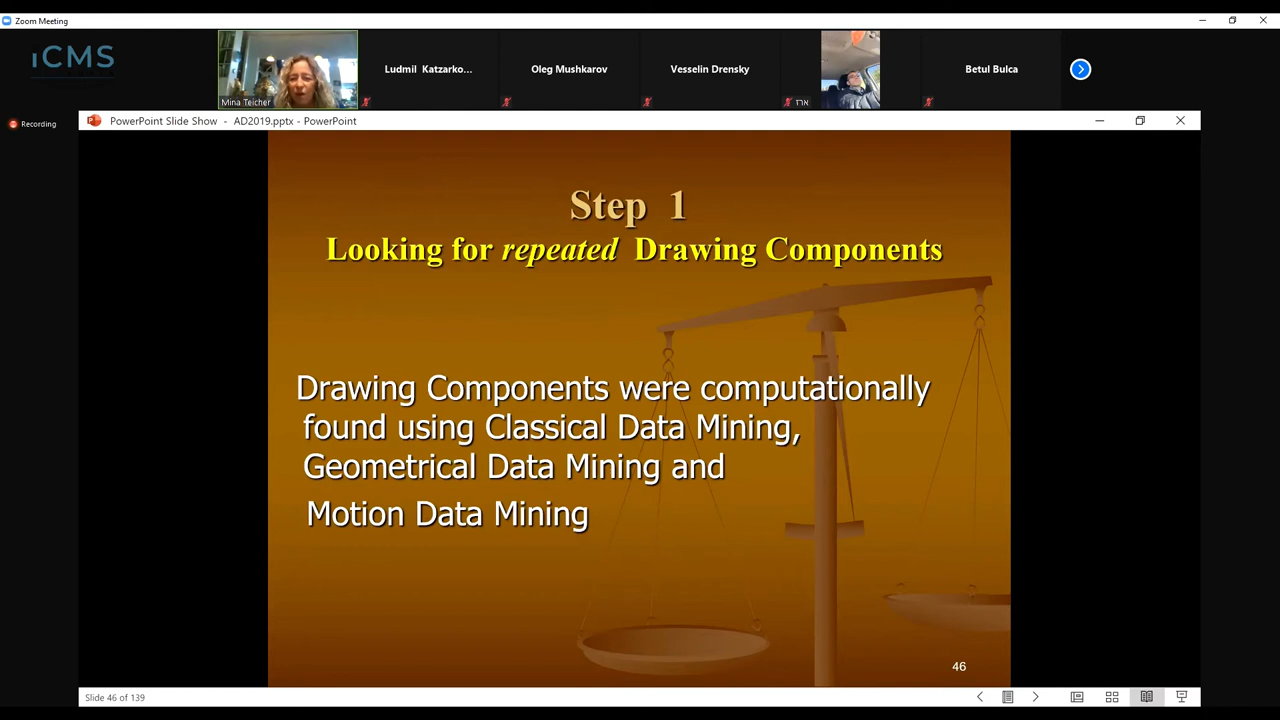 Zoom Meeting
iCMS
Mina Teicher
Ludmil Katzarko...
Oleg Mushkarov
Vesselin Drensky
ארז
Betul Bulca
Recording
PowerPoint Slide Show - AD2019.pptx - PowerPoint
Step 1
Looking for repeated Drawing Components
Drawing Components were computationally
found using Classical Data Mining,
Geometrical Data Mining and
Motion Data Mining
46
Slide 46 of 139